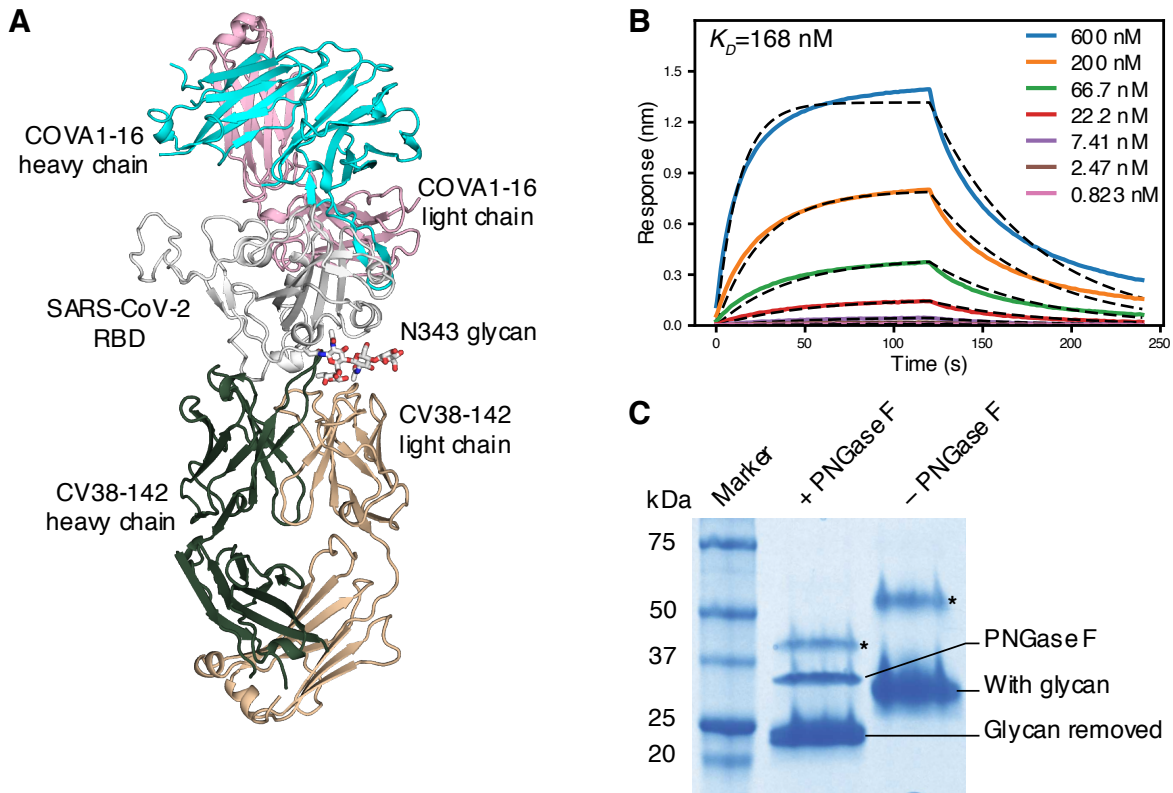 A
COVA1-16
heavy chain
COVA1-16
light chain
SARS-CoV-2
RBD
N343 glycan
CV38-142
light chain
CV38-142
heavy chain
B
K_D=168 nM
600 nM
200 nM
66.7 nM
22.2 nM
7.41 nM
2.47 nM
0.823 nM
Response (nm)
1.5
1.2
0.9
0.6
0.3
0.0
0 50 100 150 200 250
Time (s)
C
kDa
Marker
+ PNGase F
– PNGase F
75
50
37
25
20
*
*
PNGase F
With glycan
Glycan removed